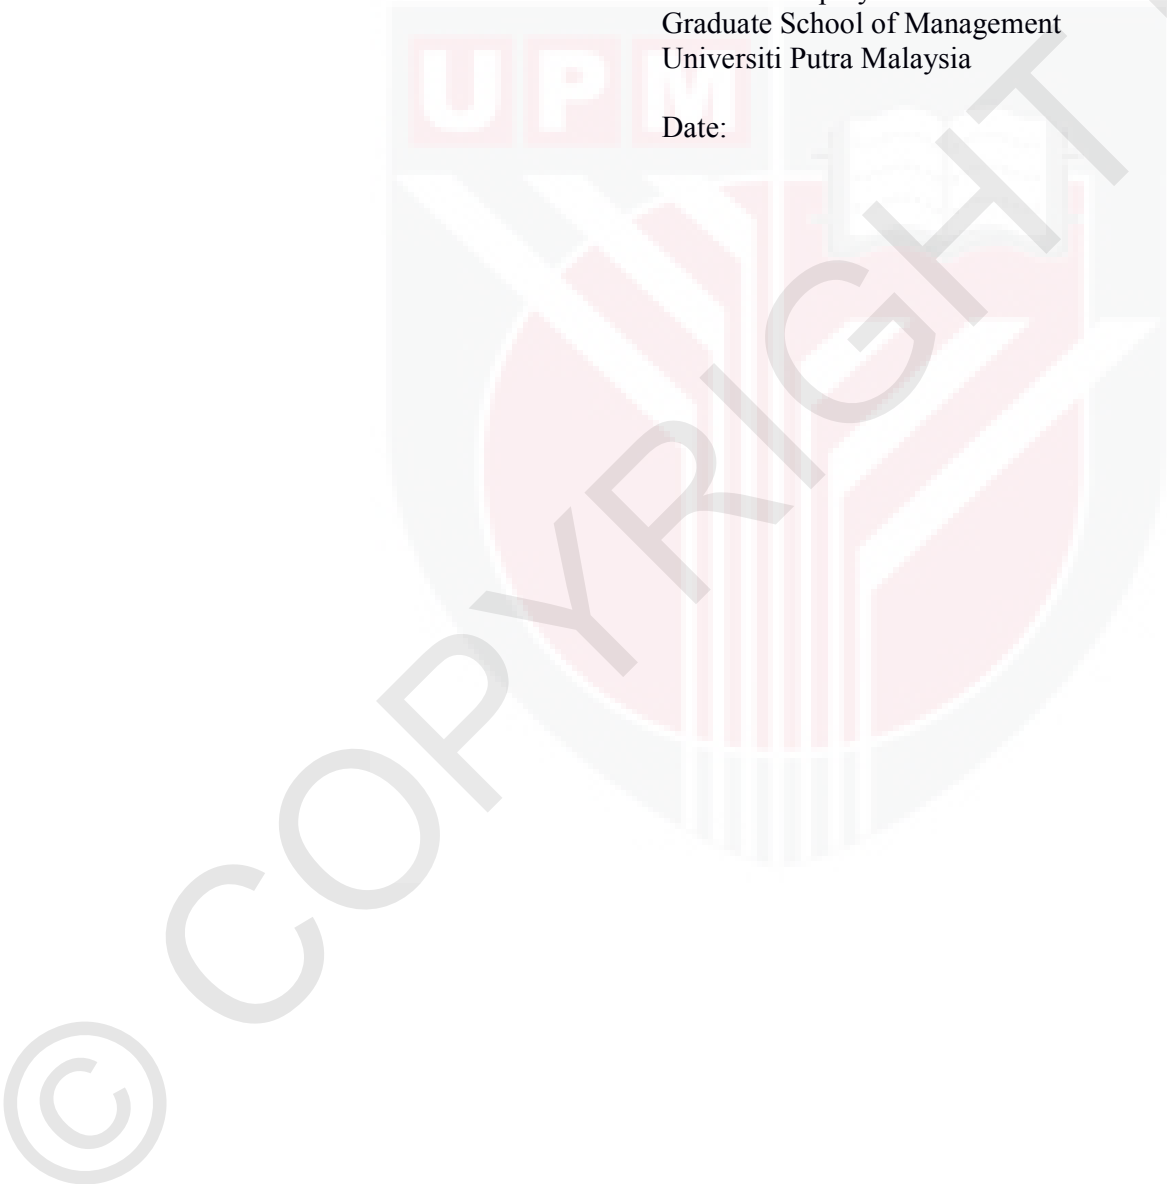 Graduate School of Management
Universiti Putra Malaysia
Date:
UPM
© COPYRIGHT